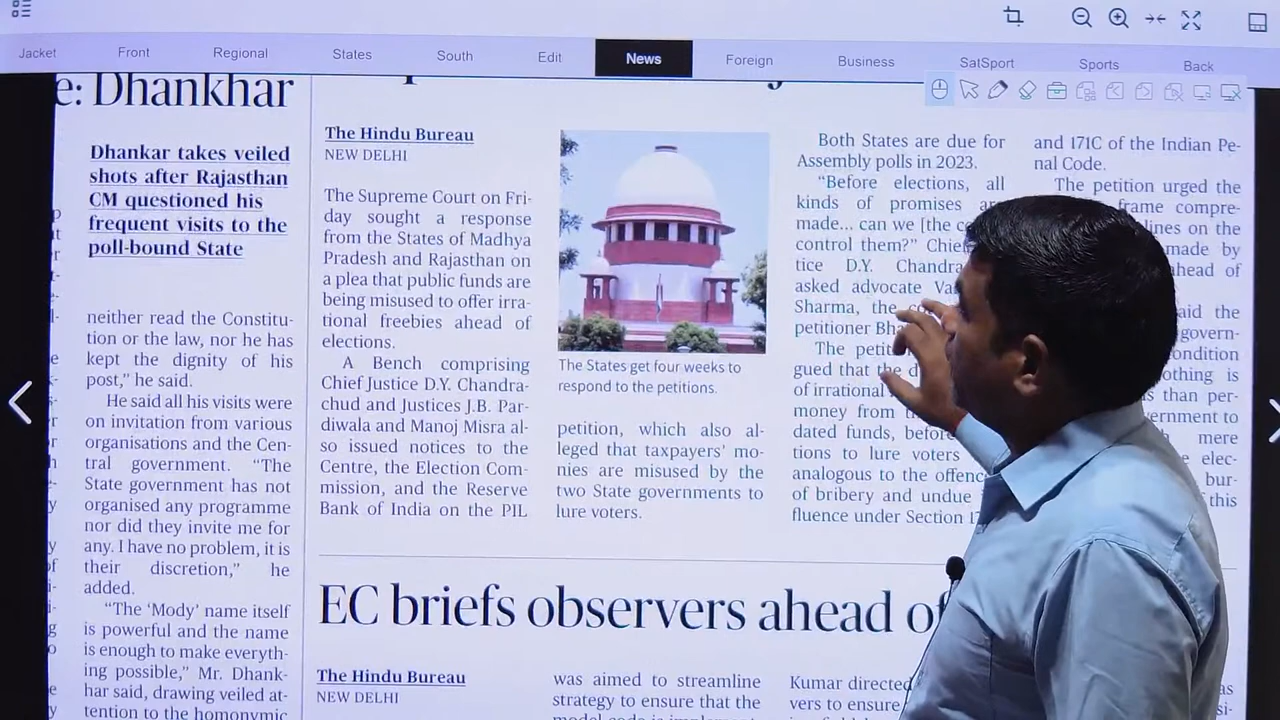 Jacket Front Regional States South Edit News Foreign Business SatSport Sports Back
e: Dhankhar
Dhankar takes veiled
shots after Rajasthan
CM questioned his
frequent visits to the
poll-bound State
neither read the Constitu-
tion or the law, nor he has
kept the dignity of his
post,” he said.
He said all his visits were
on invitation from various
organisations and the Cen-
tral government. “The
State government has not
organised any programme
nor did they invite me for
any. I have no problem, it is
their discretion,” he
added.
“The ‘Mody’ name itself
is powerful and the name
is enough to make everyth-
ing possible,” Mr. Dhank-
har said, drawing veiled at-
tention to the homonymic
The Hindu Bureau
NEW DELHI
The Supreme Court on Fri-
day sought a response
from the States of Madhya
Pradesh and Rajasthan on
a plea that public funds are
being misused to offer irra-
tional freebies ahead of
elections.
A Bench comprising
Chief Justice D.Y. Chandra-
chud and Justices J.B. Par-
diwala and Manoj Misra al-
so issued notices to the
Centre, the Election Com-
mission, and the Reserve
Bank of India on the PIL
The States get four weeks to
respond to the petitions.
petition, which also al-
leged that taxpayers’ mo-
nies are misused by the
two State governments to
lure voters.
Both States are due for
Assembly polls in 2023.
“Before elections, all
kinds of promises are
made... can we [the co
control them?” Chief
tice D.Y. Chandra
asked advocate Va
Sharma, the
petitioner Bha
The petit
gued that the d
of irrational
money from
dated funds, before
tions to lure voters
analogous to the offenc
of bribery and undue
fluence under Section 17
and 171C of the Indian Pe-
nal Code.
The petition urged the
frame compre-
lines on the
made by
ahead of
aid the
govern-
ondition
othing is
s than per-
ernment to
mere
e elec-
bur-
this
EC briefs observers ahead of
The Hindu Bureau
NEW DELHI
was aimed to streamline
strategy to ensure that the
Kumar directed
vers to ensure